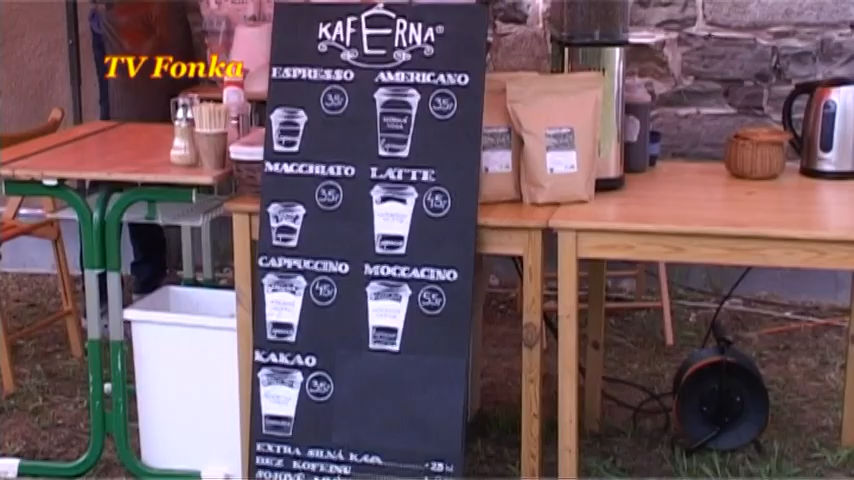 TV Fonka
KAFERNA
ESPRESSO 35,-
AMERICANO 35,-
MACCHIATO 35,-
LATTE 45,-
CAPPUCCINO 45,-
MOCCACINO 55,-
KAKAO 35,-
EXTRA SILNÁ KÁVA
BEZ KOFEINU
SOJOVÉ